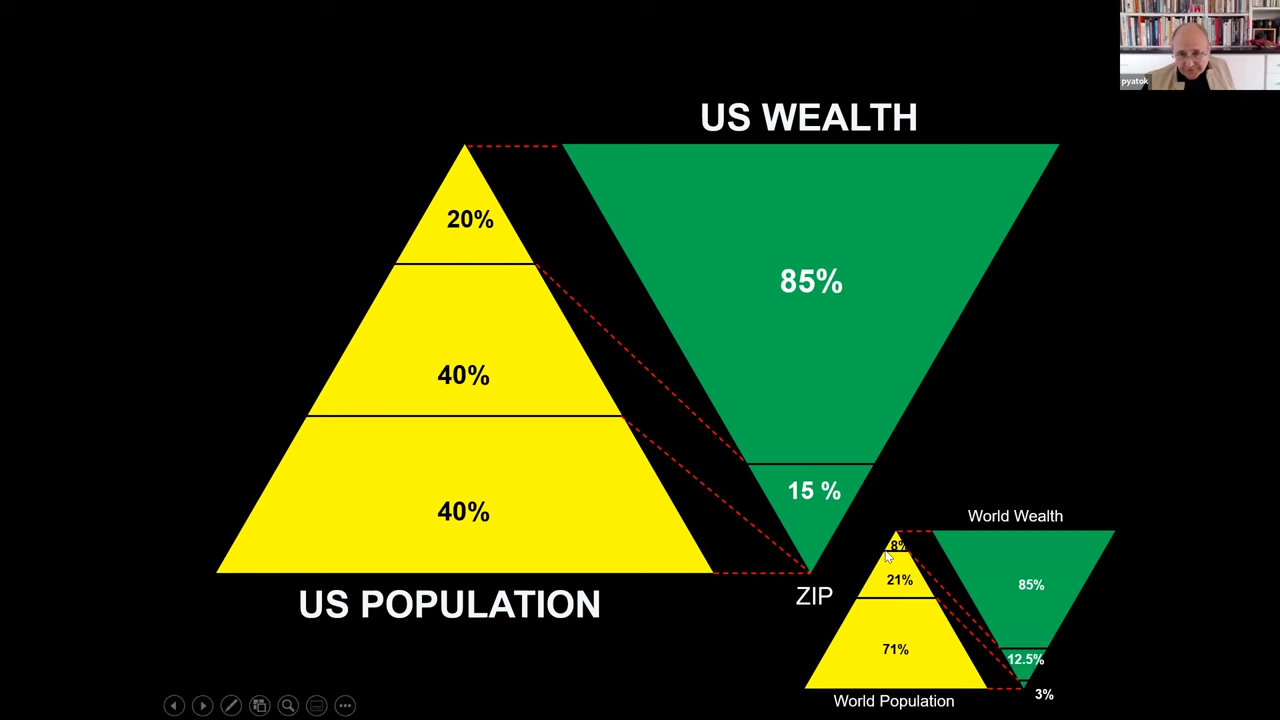 pyatok
US WEALTH
20%
85%
40%
15 %
40%
ZIP
US POPULATION
World Wealth
8%
21%
85%
71%
12.5%
3%
World Population